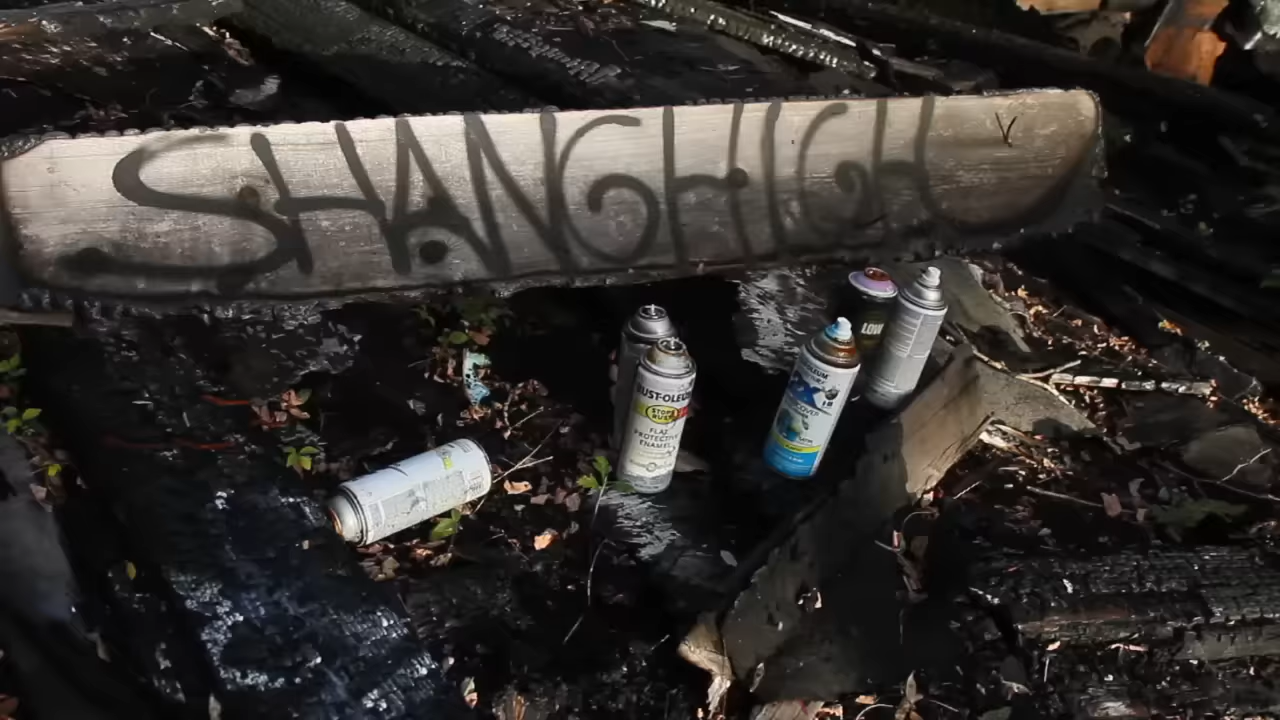 SHANGHIGH
LOW
RUST-OLEUM
STOPS
RUST
FLAT
PROTECTIVE
ENAMEL